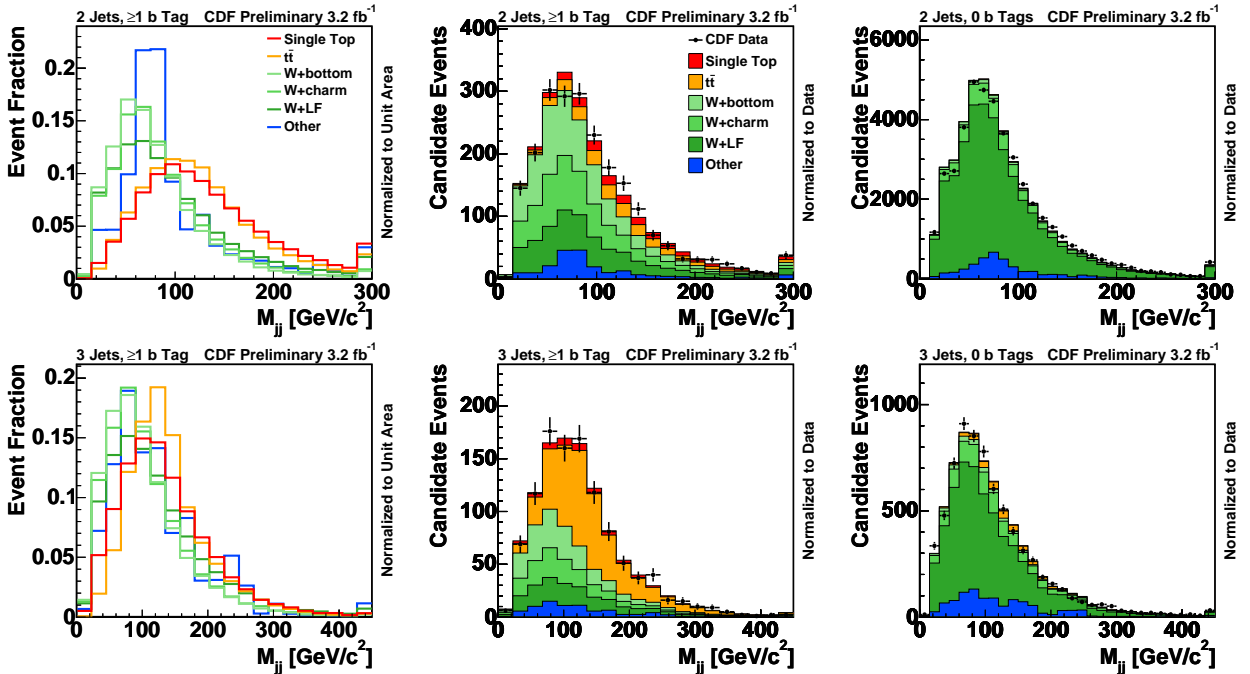 2 Jets, ≥1 b Tag CDF Preliminary 3.2 fb⁻¹
Event Fraction
0.2
0.15
0.1
0.05
0
0 100 200 300
M_jj [GeV/c²]
Normalized to Unit Area
Single Top
tt̄
W+bottom
W+charm
W+LF
Other
2 Jets, ≥1 b Tag CDF Preliminary 3.2 fb⁻¹
Candidate Events
400
300
200
100
0
0 100 200 300
M_jj [GeV/c²]
Normalized to Data
CDF Data
Single Top
tt̄
W+bottom
W+charm
W+LF
Other
2 Jets, 0 b Tags CDF Preliminary 3.2 fb⁻¹
Candidate Events
6000
4000
2000
0
0 100 200 300
M_jj [GeV/c²]
Normalized to Data
3 Jets, ≥1 b Tag CDF Preliminary 3.2 fb⁻¹
Event Fraction
0.2
0.15
0.1
0.05
0
0 100 200 300 400
M_jj [GeV/c²]
Normalized to Unit Area
3 Jets, ≥1 b Tag CDF Preliminary 3.2 fb⁻¹
Candidate Events
200
150
100
50
0
0 100 200 300 400
M_jj [GeV/c²]
Normalized to Data
3 Jets, 0 b Tags CDF Preliminary 3.2 fb⁻¹
Candidate Events
1000
500
0
0 100 200 300 400
M_jj [GeV/c²]
Normalized to Data